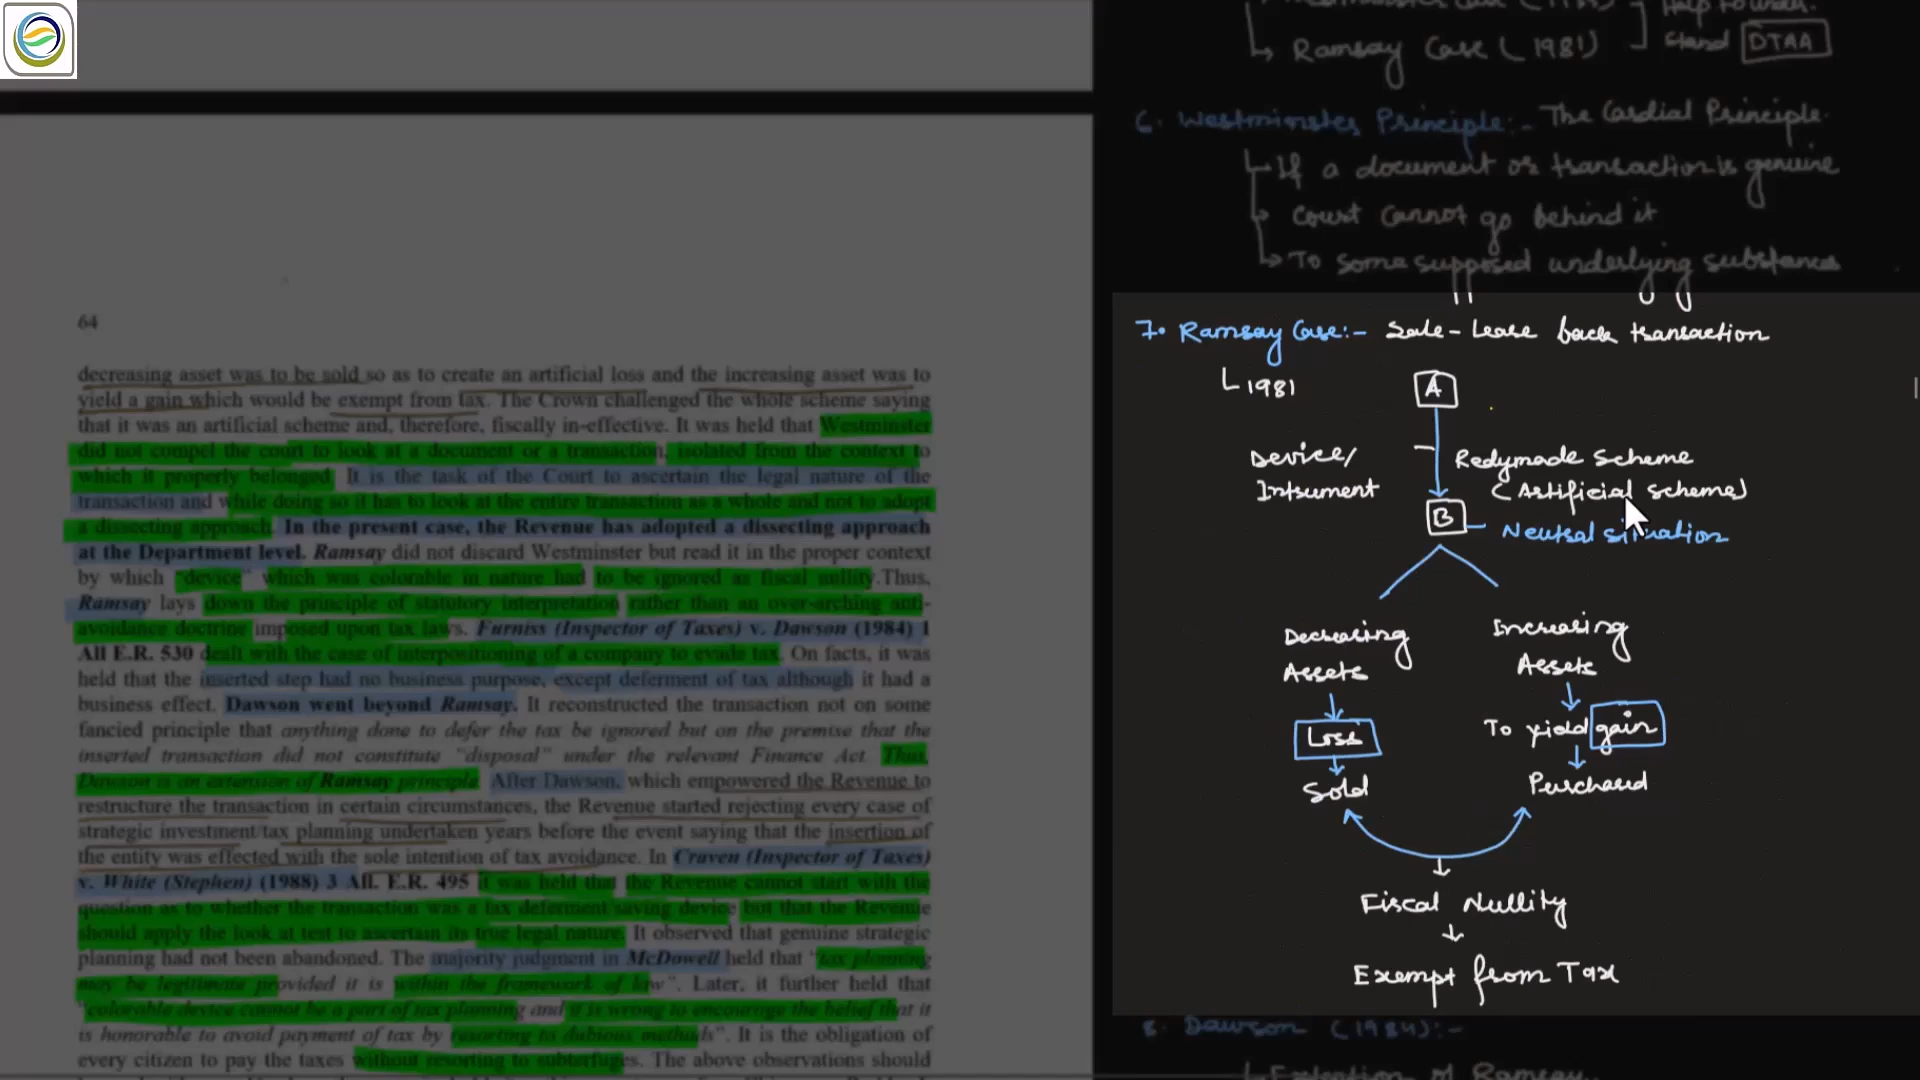 64
decreasing asset was to be sold so as to create an artificial loss and the increasing asset was to
yield a gain which would be exempt from tax. The Crown challenged the whole scheme saying
that it was an artificial scheme and, therefore, fiscally in-effective. It was held that Westminster
did not compel the court to look at a document or a transaction, isolated from the context to
which it properly belonged. It is the task of the Court to ascertain the legal nature of the
transaction and while doing so it has to look at the entire transaction as a whole and not to adopt
a dissecting approach. In the present case, the Revenue has adopted a dissecting approach
at the Department level. Ramsay did not discard Westminster but read it in the proper context
by which "device" which was colorable in nature had to be ignored as fiscal nullity.Thus,
Ramsay lays down the principle of statutory interpretation rather than an over-arching anti-
avoidance doctrine imposed upon tax laws. Furniss (Inspector of Taxes) v. Dawson (1984) 1
All E.R. 530 dealt with the case of interpositioning of a company to evade tax. On facts, it was
held that the inserted step had no business purpose, except deferment of tax although it had a
business effect. Dawson went beyond Ramsay. It reconstructed the transaction not on some
fancied principle that anything done to defer the tax be ignored but on the premise that the
inserted transaction did not constitute "disposal" under the relevant Finance Act. Thus,
Dawson is an extension of Ramsay principle. After Dawson, which empowered the Revenue to
restructure the transaction in certain circumstances, the Revenue started rejecting every case of
strategic investment/tax planning undertaken years before the event saying that the insertion of
the entity was effected with the sole intention of tax avoidance. In Craven (Inspector of Taxes)
v. White (Stephen) (1988) 3 All. E.R. 495 it was held that the Revenue cannot start with the
question as to whether the transaction was a tax deferment/saving device but that the Revenue
should apply the look at test to ascertain its true legal nature. It observed that genuine strategic
planning had not been abandoned. The majority judgment in McDowell held that "tax planning
may be legitimate provided it is within the framework of law". Later, it further held that
"colorable device cannot be a part of tax planning and it is wrong to encourage the belief that it
is honorable to avoid payment of tax by resorting to dubious methods". It is the obligation of
every citizen to pay the taxes without resorting to subterfuges. The above observations should
Ramsay Case (1981)
stand DTAA
6. Westminster Principle:- The Cardial Principle
If a document or transaction is genuine
Court cannot go behind it
To some supposed underlying substances
7. Ramsay Case:- Sale-Lease back transaction
1981
A
Device/
Intsument
Redymade Scheme
(Artificial Scheme)
B
Neutral situation
Decreasing
Assets
Increasing
Assets
Loss
To yield gain
Sold
Purchased
Fiscal Nullity
Exempt from Tax
8. Dawson (1984):-
Extention of Ramsay